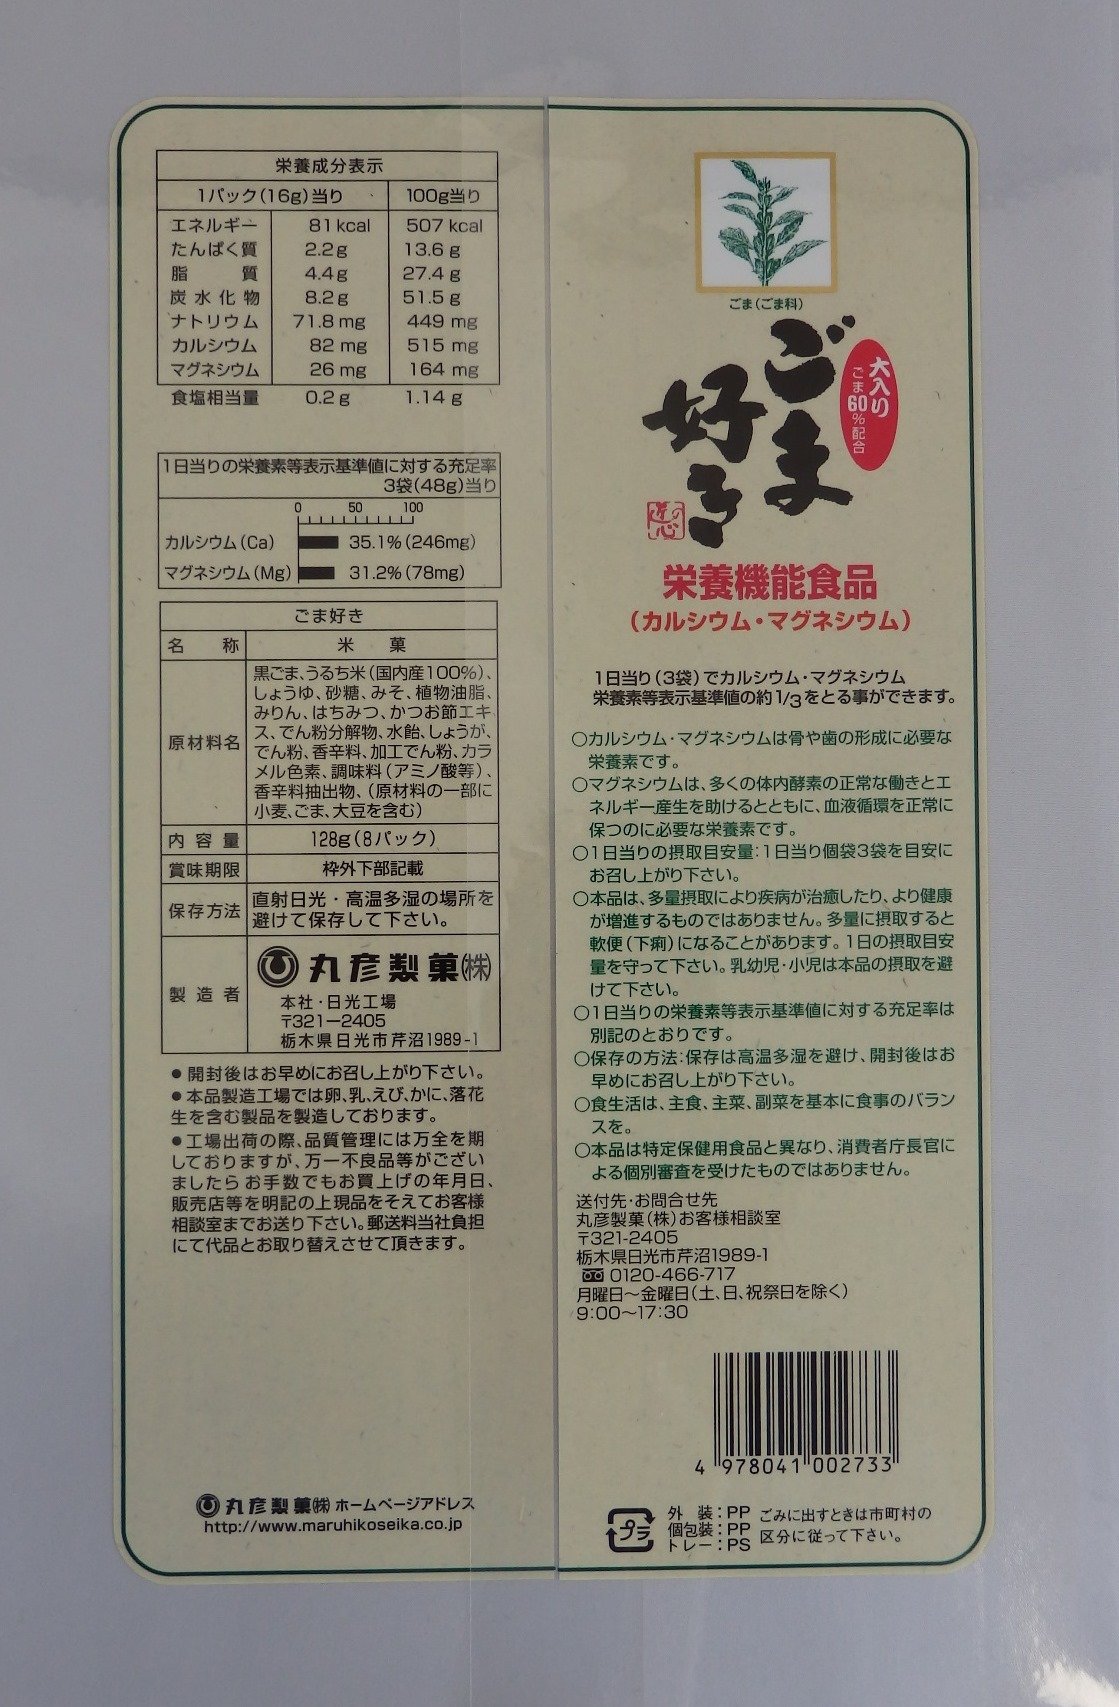 栄養成分表示
1パック(16g)当り 100g当り
エネルギー 81kcal 507kcal
たんぱく質 2.2g 13.6g
脂質 4.4g 27.4g
炭水化物 8.2g 51.5g
ナトリウム 71.8mg 449mg
カルシウム 82mg 515mg
マグネシウム 26mg 164mg
食塩相当量 0.2g 1.14g
1日当りの栄養素等表示基準値に対する充足率
3袋(48g)当り
0 50 100
カルシウム(Ca) 35.1%(246mg)
マグネシウム(Mg) 31.2%(78mg)
ごま好き
名称 米菓
原材料名
黒ごま、うるち米(国内産100%)、
しょうゆ、砂糖、みそ、植物油脂、
みりん、はちみつ、かつお節エキ
ス、でん粉分解物、水飴、しょうが、
でん粉、香辛料、加工でん粉、カラ
メル色素、調味料(アミノ酸等)、
香辛料抽出物、(原材料の一部に
小麦、ごま、大豆を含む)
内容量 128g(8パック)
賞味期限 枠外下部記載
保存方法
直射日光・高温多湿の場所を
避けて保存して下さい。
製造者
丸彦製菓(株)
本社・日光工場
〒321-2405
栃木県日光市芹沼1989-1
●開封後はお早めにお召し上がり下さい。
●本品製造工場では卵、乳、えび、かに、落花
生を含む製品を製造しております。
●工場出荷の際、品質管理には万全を期
しておりますが、万一不良品等がござい
ましたらお手数でもお買上げの年月日、
販売店等を明記の上現品をそえてお客様
相談室までお送り下さい。郵送料当社負担
にて代品とお取り替えさせて頂きます。
丸彦製菓(株)ホームページアドレス
http://www.maruhikoseika.co.jp
ごま(ごま科)
ごま
好き
大入り
ごま60%配合
栄養機能食品
(カルシウム・マグネシウム)
1日当り(3袋)でカルシウム・マグネシウム
栄養素等表示基準値の約1/3をとる事ができます。
○カルシウム・マグネシウムは骨や歯の形成に必要な
栄養素です。
○マグネシウムは、多くの体内酵素の正常な働きとエ
ネルギー産生を助けるとともに、血液循環を正常に
保つのに必要な栄養素です。
○1日当りの摂取目安量:1日当り個袋3袋を目安に
お召し上がり下さい。
○本品は、多量摂取により疾病が治癒したり、より健康
が増進するものではありません。多量に摂取すると
軟便(下痢)になることがあります。1日の摂取目安
量を守って下さい。乳幼児・小児は本品の摂取を避
けて下さい。
○1日当りの栄養素等表示基準値に対する充足率は
別記のとおりです。
○保存の方法:保存は高温多湿を避け、開封後はお
早めにお召し上がり下さい。
○食生活は、主食、主菜、副菜を基本に食事のバラン
スを。
○本品は特定保健用食品と異なり、消費者庁長官に
よる個別審査を受けたものではありません。
送付先・お問合せ先
丸彦製菓(株)お客様相談室
〒321-2405
栃木県日光市芹沼1989-1
0120-466-717
月曜日〜金曜日(土、日、祝祭日を除く)
9:00〜17:30
4 978041 002733
プラ
外装:PP
個包装:PP
トレー:PS
ごみに出すときは市町村の
区分に従って下さい。